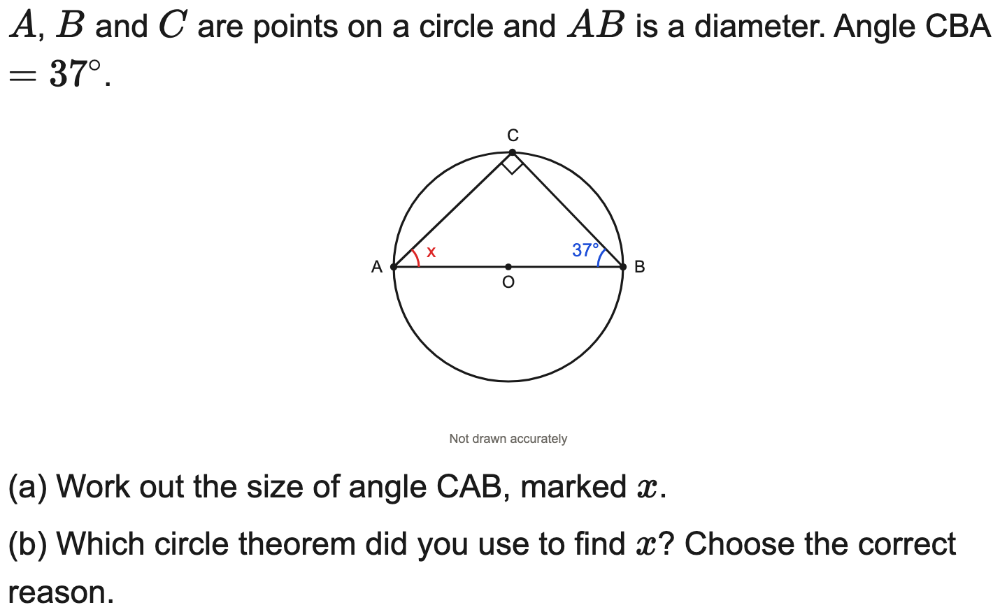 A, B and C are points on a circle and AB is a diameter. Angle CBA
= 37°.
C
x
37°
A
B
O
Not drawn accurately
(a) Work out the size of angle CAB, marked x.
(b) Which circle theorem did you use to find x? Choose the correct
reason.